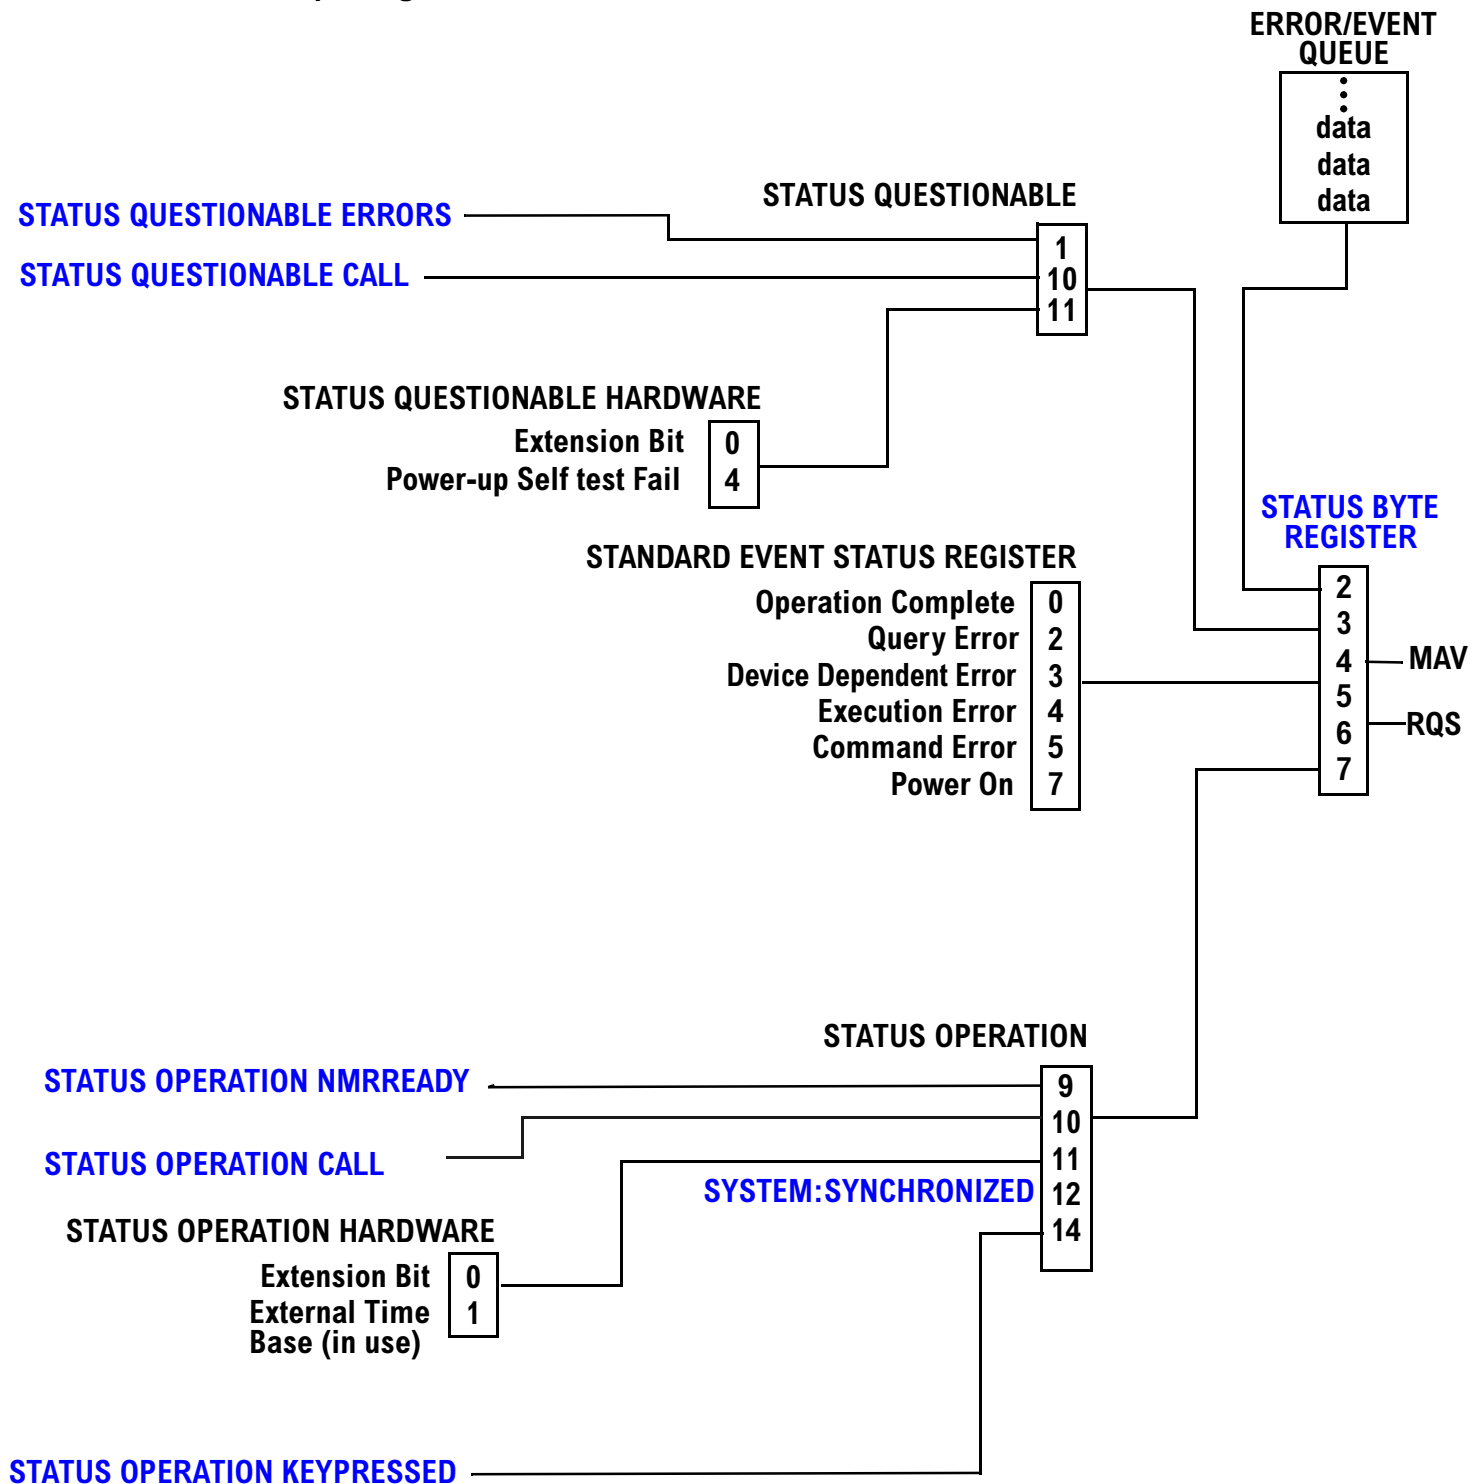 ERROR/EVENT
QUEUE
data
data
data
STATUS QUESTIONABLE
STATUS QUESTIONABLE ERRORS
1
STATUS QUESTIONABLE CALL
10
11
STATUS QUESTIONABLE HARDWARE
Extension Bit 0
Power-up Self test Fail 4
STATUS BYTE
REGISTER
2
3
4 MAV
5
6 RQS
7
STANDARD EVENT STATUS REGISTER
Operation Complete 0
Query Error 2
Device Dependent Error 3
Execution Error 4
Command Error 5
Power On 7
STATUS OPERATION
STATUS OPERATION NMRREADY 9
10
STATUS OPERATION CALL 11
SYSTEM:SYNCHRONIZED 12
14
STATUS OPERATION HARDWARE
Extension Bit 0
External Time 1
Base (in use)
STATUS OPERATION KEYPRESSED